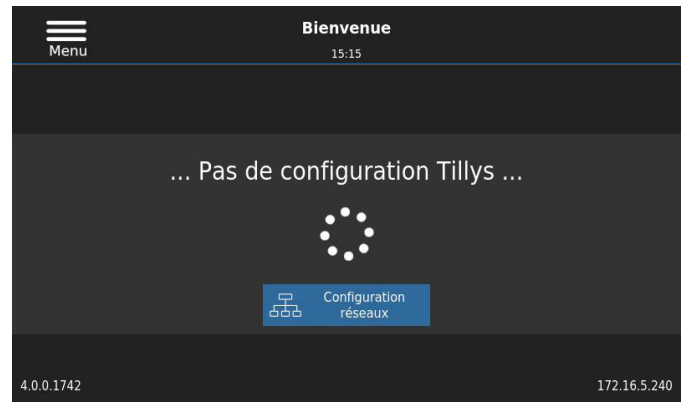 Bienvenue
Menu
15:15
... Pas de configuration Tillys ...
Configuration
réseaux
4.0.0.1742
172.16.5.240